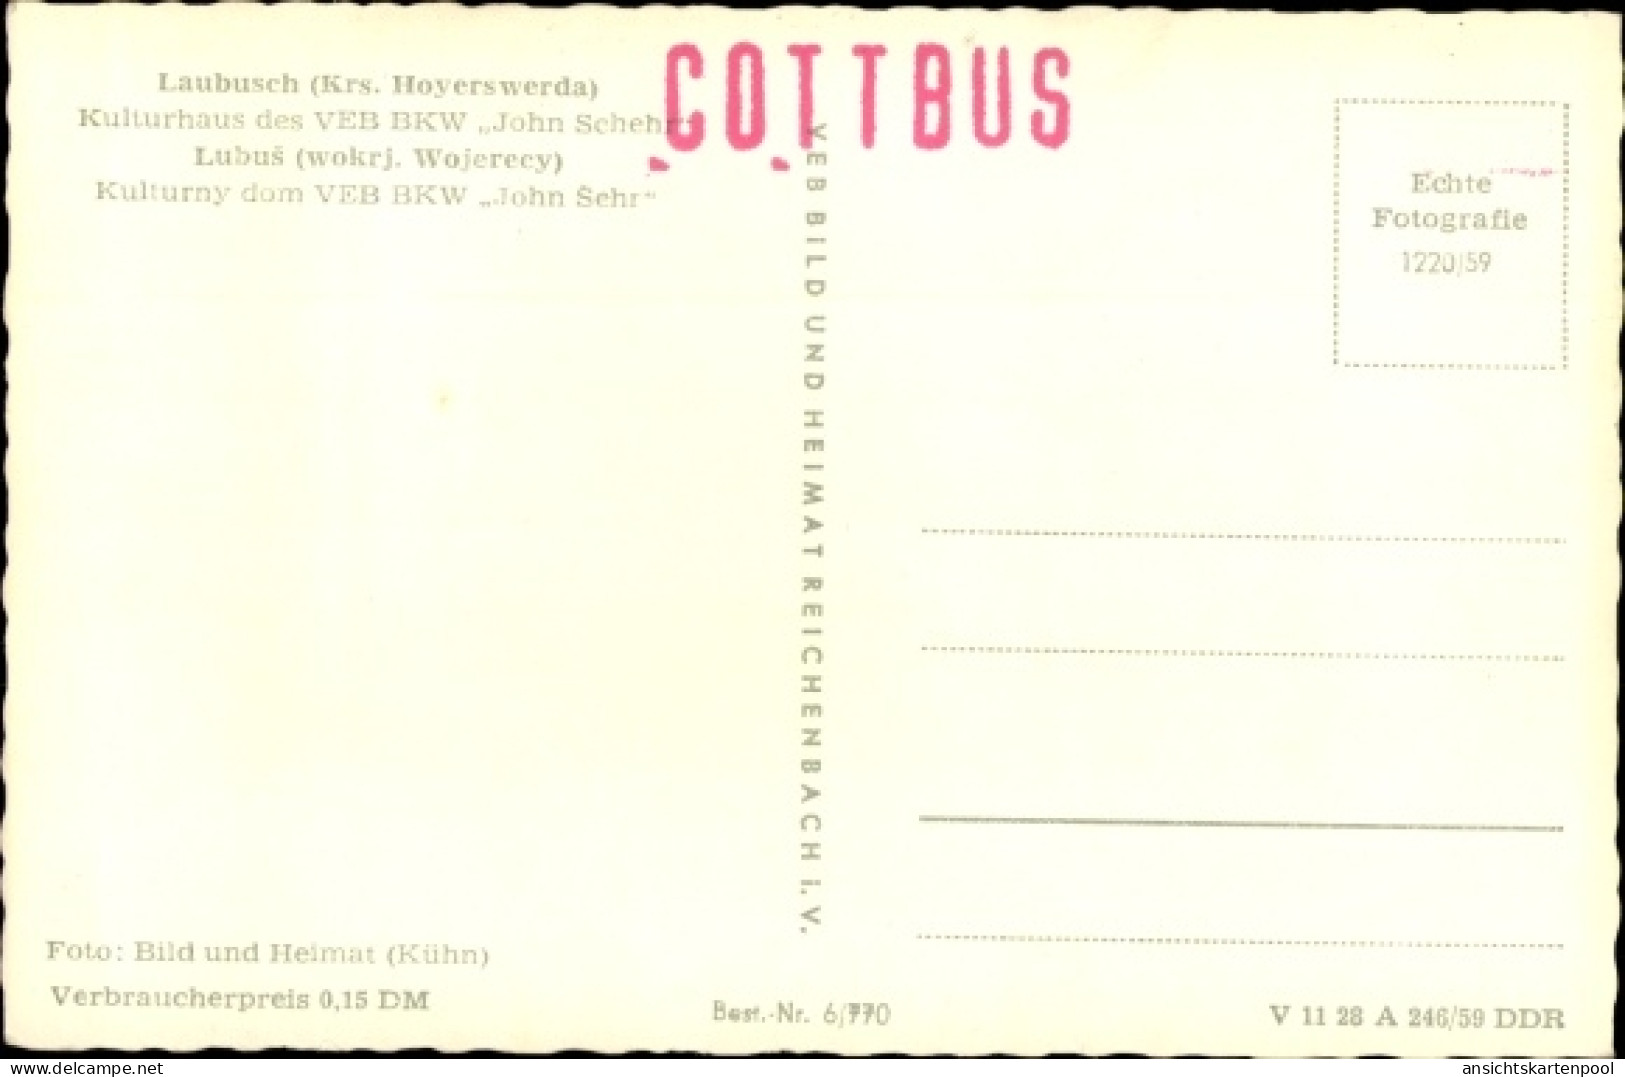 COTTBUS
Laubusch (Krs. Hoyerswerda)
Kulturhaus des VEB BKW „John Schehr“
Lubuš (wokrj. Wojerecy)
Kulturny dom VEB BKW „John Šehr“
VEB BILD UND HEIMAT REICHENBACH I. V.
Echte
Fotografie
1220/59
Foto: Bild und Heimat (Kühn)
Verbraucherpreis 0,15 DM
Best.-Nr. 6/770
V 11 28 A 246/59 DDR
www.delcampe.net
ansichtskartenpool